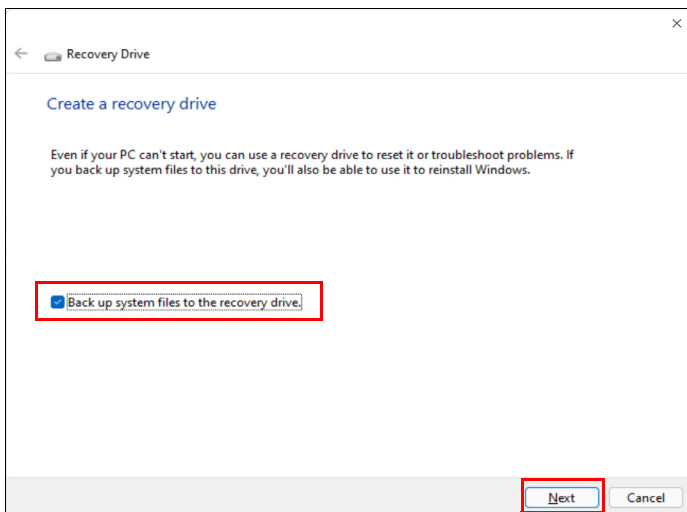 Recovery Drive
Create a recovery drive
Even if your PC can't start, you can use a recovery drive to reset it or troubleshoot problems. If
you back up system files to this drive, you'll also be able to use it to reinstall Windows.
Back up system files to the recovery drive.
Next
Cancel